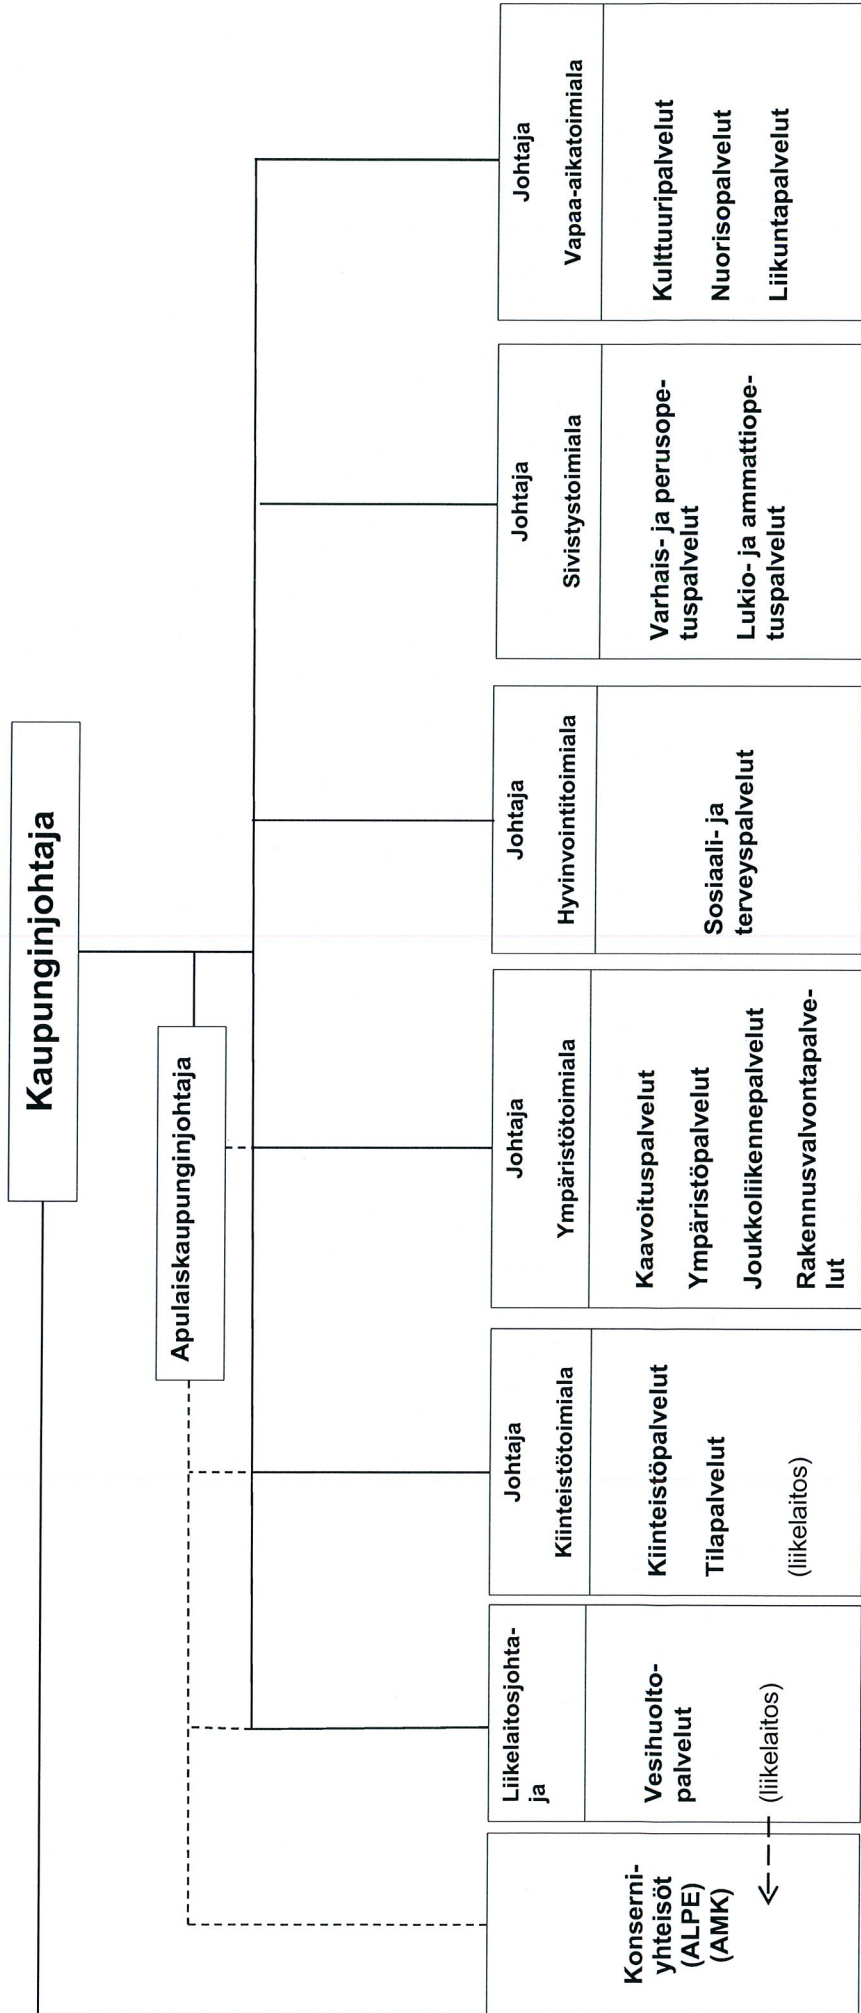 Kaupunginjohtaja
Apulaiskaupunginjohtaja
Konserni-
yhteisöt
(ALPE)
(AMK)
Liikelaitosjohta-
ja
Vesihuolto-
palvelut
(liikelaitos)
Johtaja
Kiinteistötoimiala
Kiinteistöpalvelut
Tilapalvelut
(liikelaitos)
Johtaja
Ympäristötoimiala
Kaavoituspalvelut
Ympäristöpalvelut
Joukkoliikennepalvelut
Rakennusvalvontapalve-
lut
Johtaja
Hyvinvointitoimiala
Sosiaali- ja
terveyspalvelut
Johtaja
Sivistystoimiala
Varhais- ja perusope-
tuspalvelut
Lukio- ja ammattiope-
tuspalvelut
Johtaja
Vapaa-aikatoimiala
Kulttuuripalvelut
Nuorisopalvelut
Liikuntapalvelut